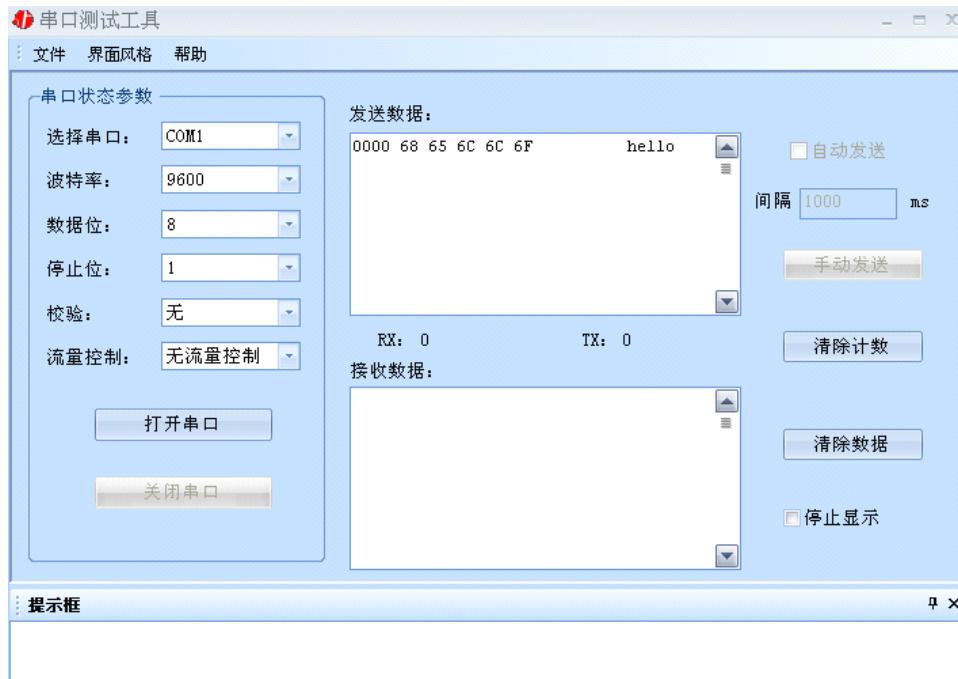 串口测试工具
文件 界面风格 帮助
串口状态参数
选择串口： COM1
波特率： 9600
数据位： 8
停止位： 1
校验： 无
流量控制： 无流量控制
打开串口
关闭串口
发送数据：
0000 68 65 6C 6C 6F hello
RX: 0 TX: 0
接收数据：
自动发送
间隔 1000 ms
手动发送
清除计数
清除数据
停止显示
提示框